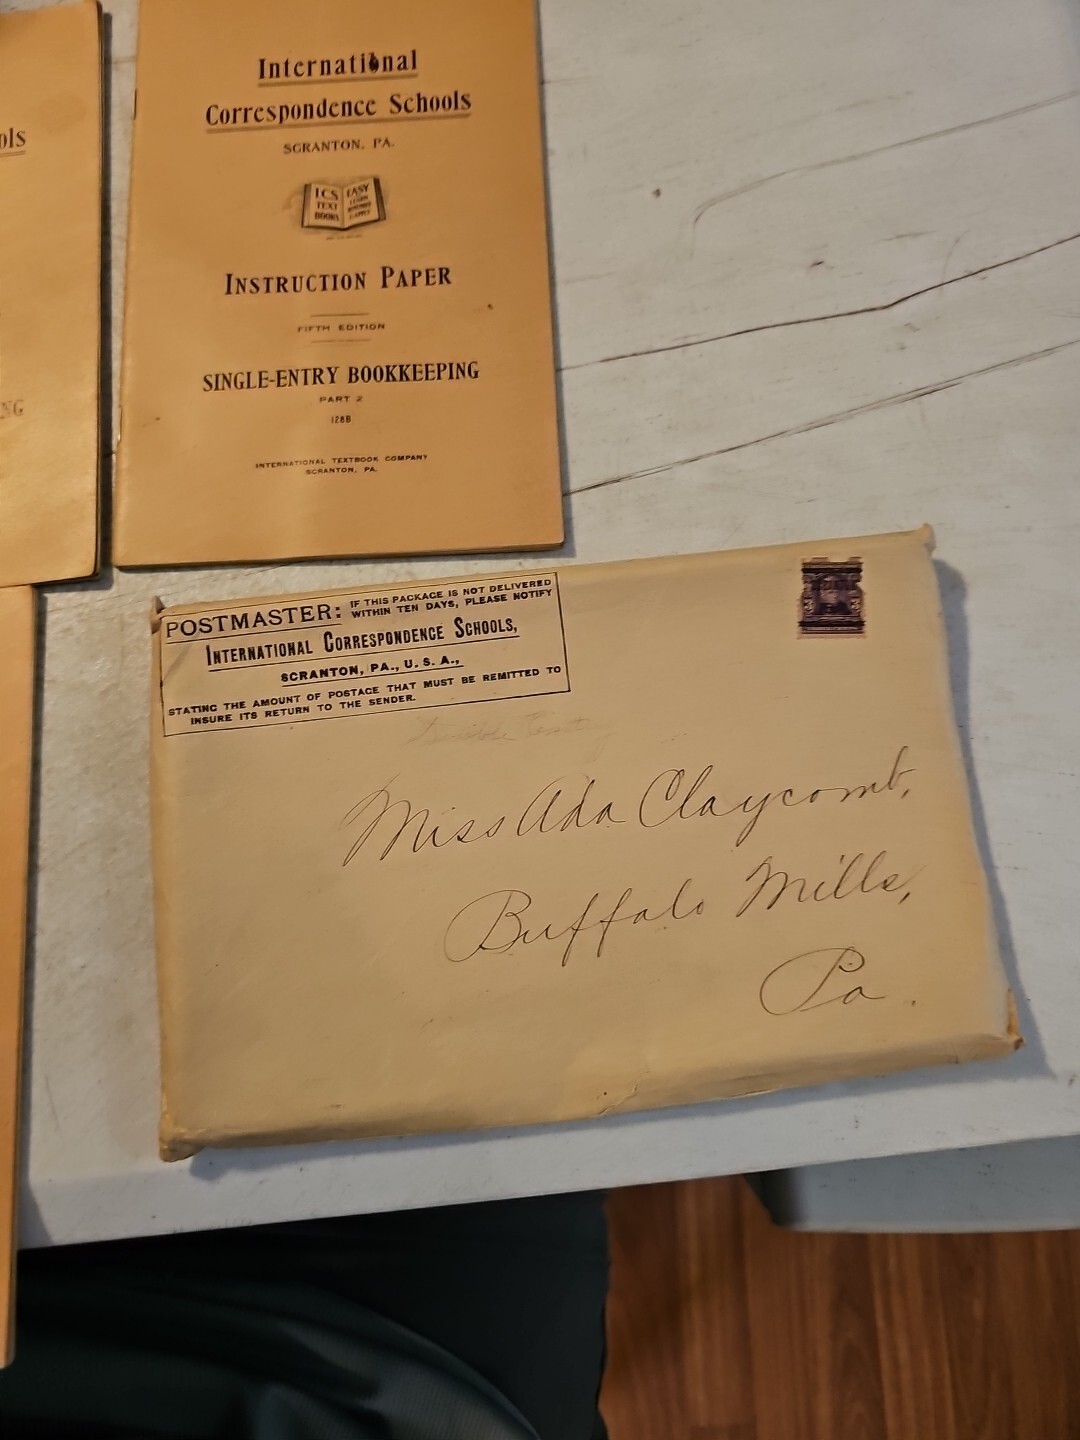 ols
NG
International
Correspondence Schools
SCRANTON, PA.
I.C.S. EASY
TEXT
BOOKS
INSTRUCTION PAPER
FIFTH EDITION
SINGLE-ENTRY BOOKKEEPING
PART 2
128B
INTERNATIONAL TEXTBOOK COMPANY
SCRANTON, PA.
POSTMASTER: IF THIS PACKAGE IS NOT DELIVERED
WITHIN TEN DAYS, PLEASE NOTIFY
INTERNATIONAL CORRESPONDENCE SCHOOLS,
SCRANTON, PA., U. S. A.,
STATING THE AMOUNT OF POSTAGE THAT MUST BE REMITTED TO
INSURE ITS RETURN TO THE SENDER.
Miss Ada Claycomb,
Buffalo Mills,
Pa.